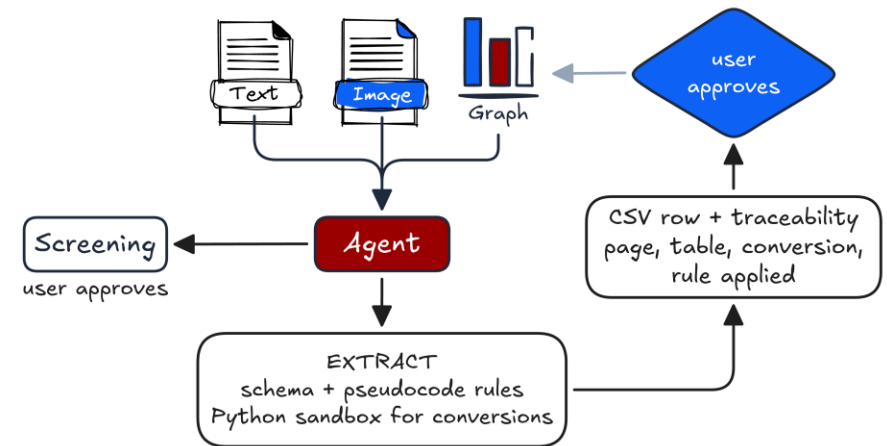 Text
Image
Graph
user
approves
Screening
user approves
Agent
CSV row + traceability
page, table, conversion,
rule applied
EXTRACT
schema + pseudocode rules
Python sandbox for conversions